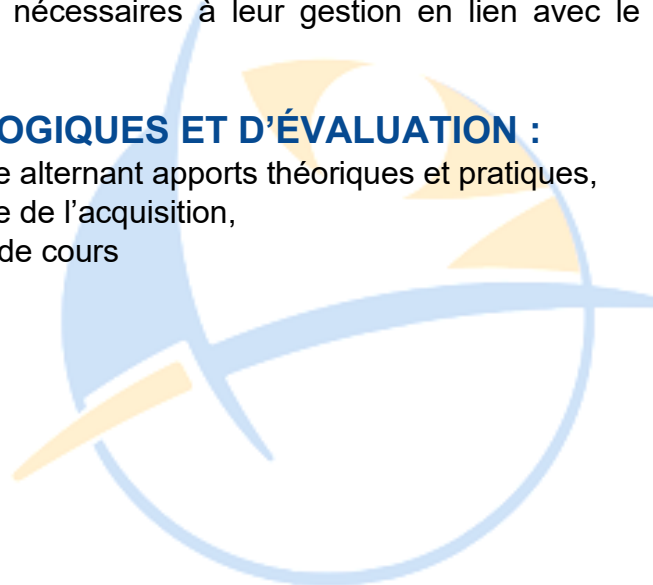 nécessaires à leur gestion en lien avec le
OGIQUES ET D’ÉVALUATION :
e alternant apports théoriques et pratiques,
e de l’acquisition,
de cours